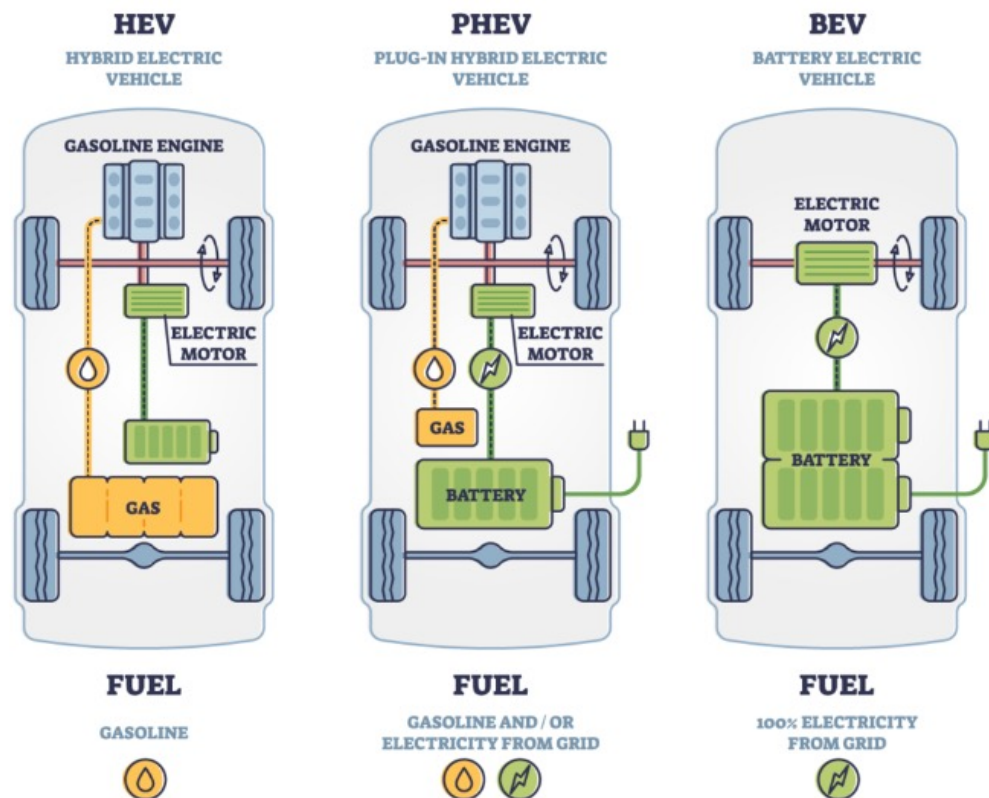 HEV
HYBRID ELECTRIC
VEHICLE
GASOLINE ENGINE
ELECTRIC
MOTOR
GAS
FUEL
GASOLINE
PHEV
PLUG-IN HYBRID ELECTRIC
VEHICLE
GASOLINE ENGINE
ELECTRIC
MOTOR
GAS
BATTERY
FUEL
GASOLINE AND / OR
ELECTRICITY FROM GRID
BEV
BATTERY ELECTRIC
VEHICLE
ELECTRIC
MOTOR
BATTERY
FUEL
100% ELECTRICITY
FROM GRID